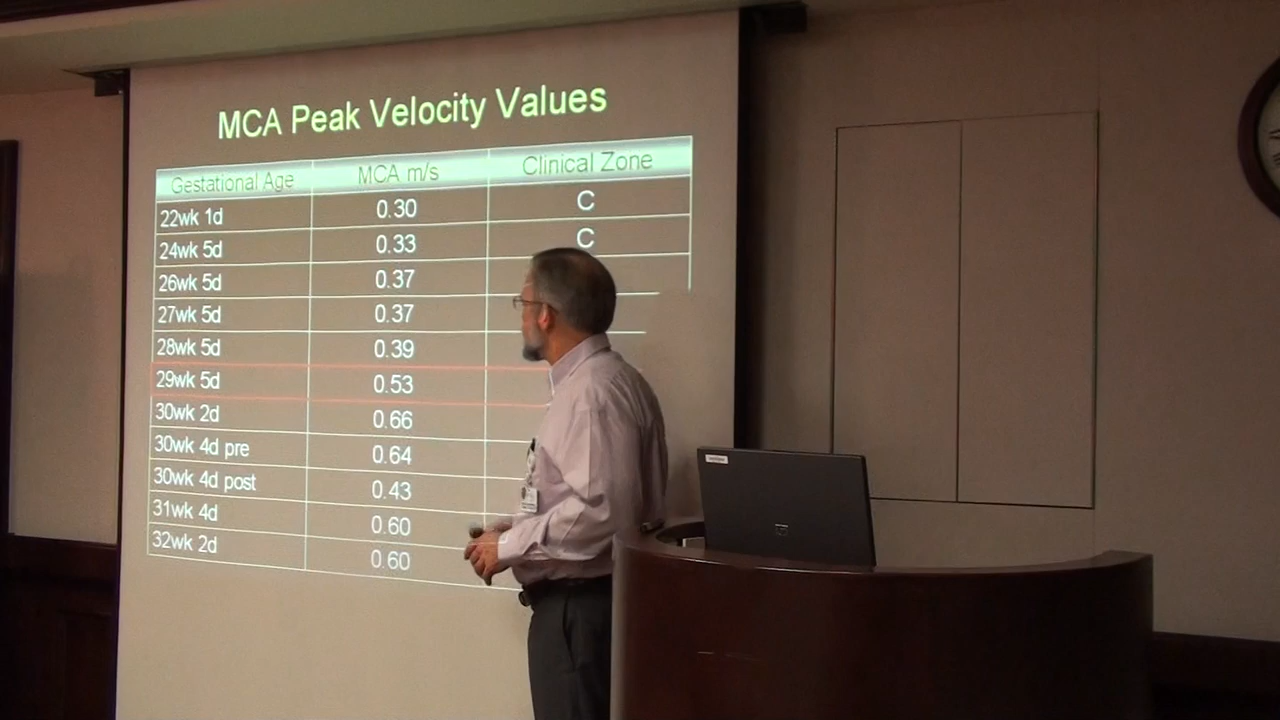 MCA Peak Velocity Values
Gestational Age MCA m/s Clinical Zone
22wk 1d 0.30 C
24wk 5d 0.33 C
26wk 5d 0.37
27wk 5d 0.37
28wk 5d 0.39
29wk 5d 0.53
30wk 2d 0.66
30wk 4d pre 0.64
30wk 4d post 0.43
31wk 4d 0.60
32wk 2d 0.60